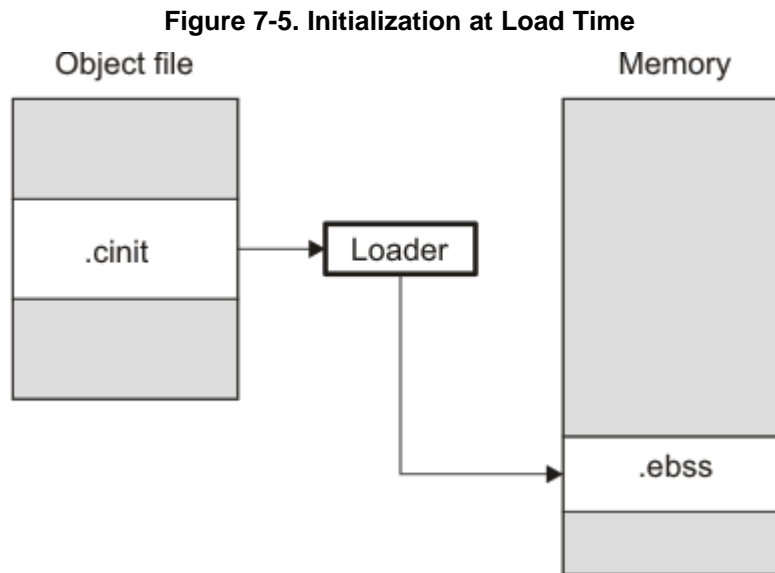 Figure 7-5. Initialization at Load Time
Object file
Memory
.cinit
Loader
.ebss